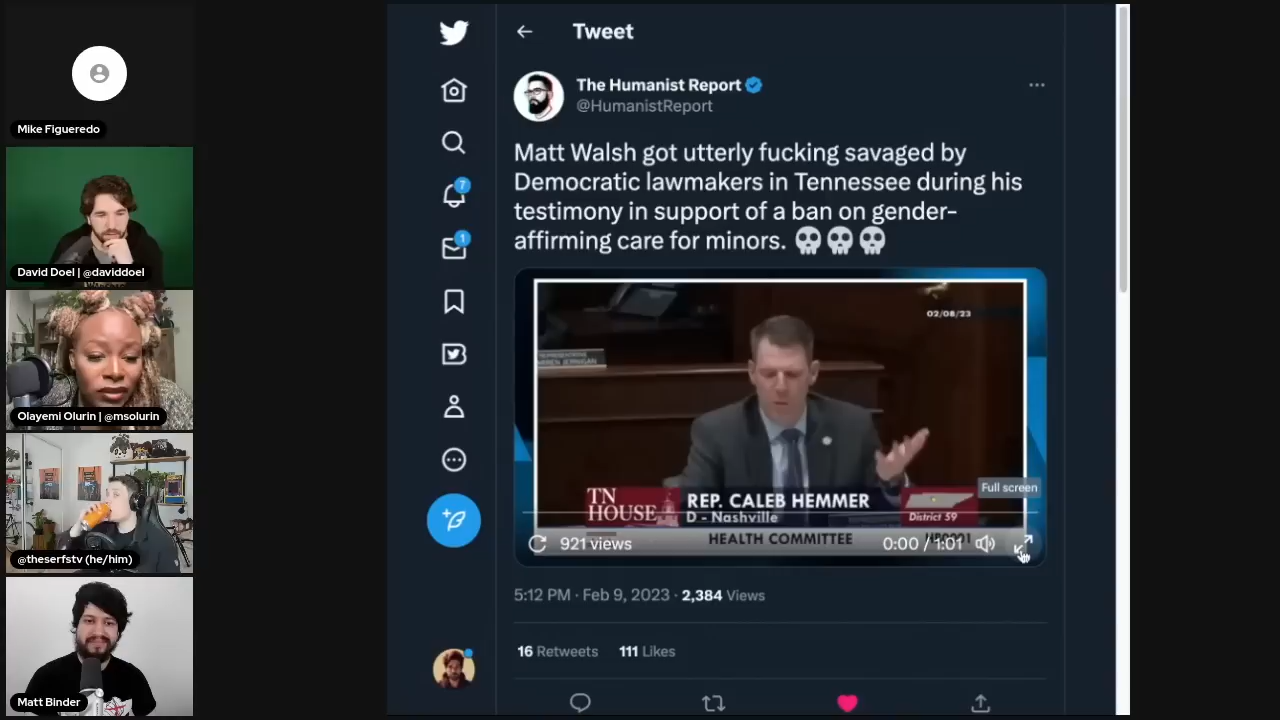 Mike Figueredo
David Doel | @daviddoel
Olayemi Olurin | @msolurin
@theserfstv (he/him)
Matt Binder
7
1
Tweet
The Humanist Report
@HumanistReport
Matt Walsh got utterly fucking savaged by
Democratic lawmakers in Tennessee during his
testimony in support of a ban on gender-
affirming care for minors. 💀💀💀
02/08/23
TN
HOUSE
REP. CALEB HEMMER
D - Nashville
HEALTH COMMITTEE
District 59
Full screen
921 views
0:00 / 1:01
5:12 PM · Feb 9, 2023 · 2,384 Views
16 Retweets 111 Likes